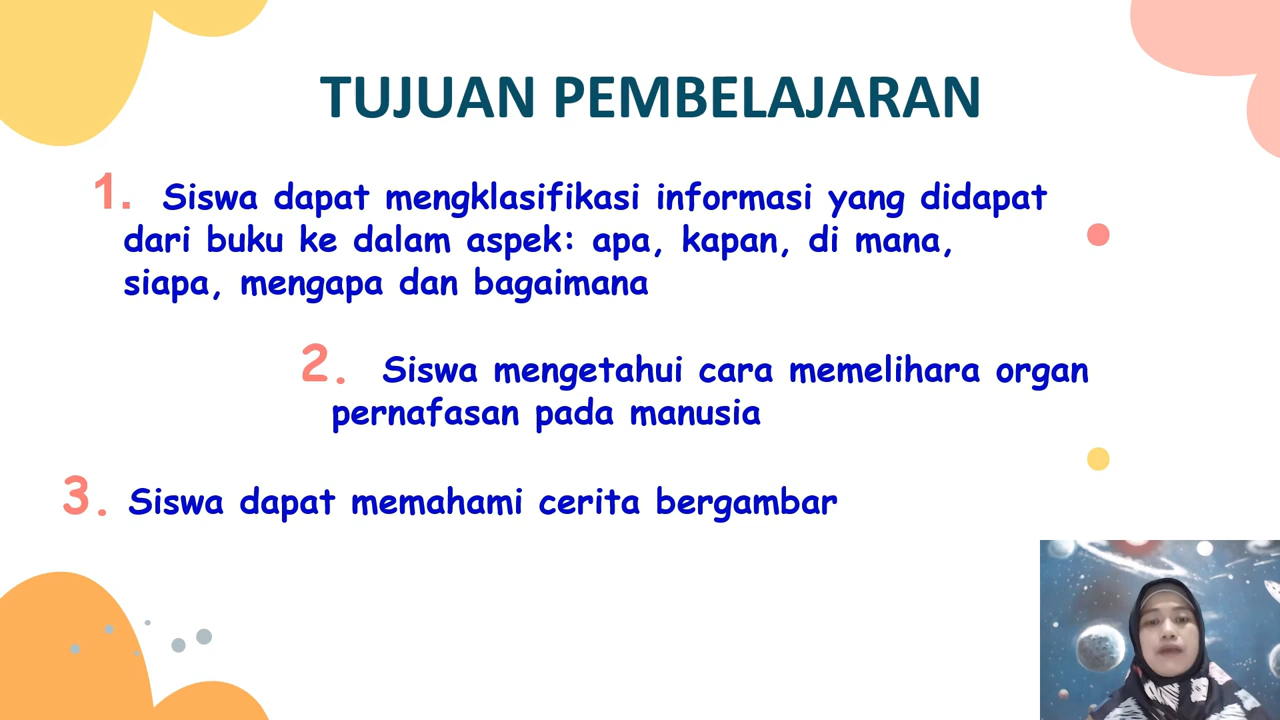 TUJUAN PEMBELAJARAN
1. Siswa dapat mengklasifikasi informasi yang didapat
dari buku ke dalam aspek: apa, kapan, di mana,
siapa, mengapa dan bagaimana
2. Siswa mengetahui cara memelihara organ
pernafasan pada manusia
3. Siswa dapat memahami cerita bergambar